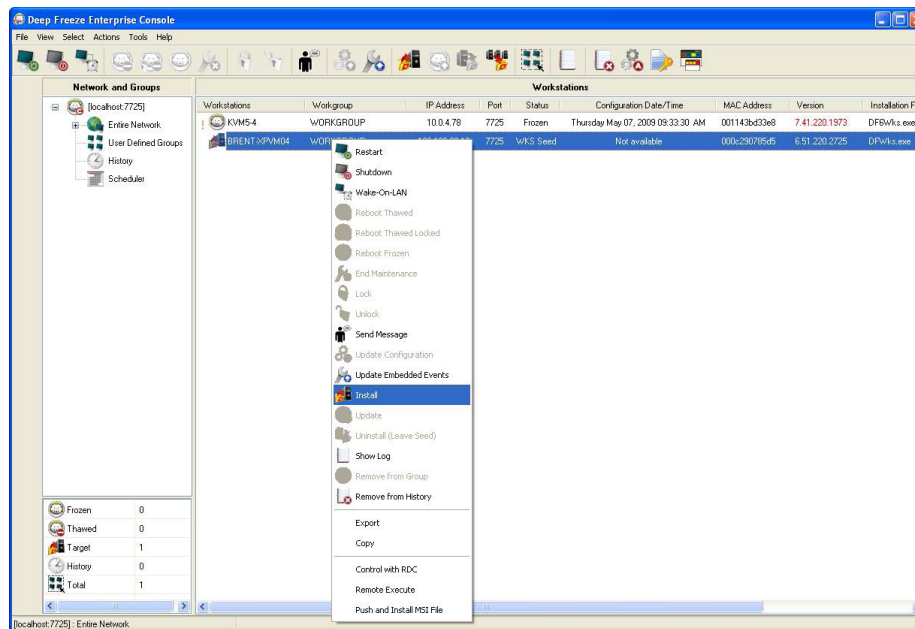 Deep Freeze Enterprise Console
File View Select Actions Tools Help
Network and Groups
Workstations
[localhost:7725]
Entire Network
User Defined Groups
History
Scheduler
Workstations Workgroup IP Address Port Status Configuration Date/Time MAC Address Version Installation F
KVM5-4 WORKGROUP 10.0.4.78 7725 Frozen Thursday May 07, 2009 09:33:30 AM 001143bd33e8 7.41.220.1973 DF6Wks.exe
BRENT-XPVM04 7725 WKS Seed Not available 000c290785d5 6.51.220.2725 DFWks.exe
Restart
Shutdown
Wake-On-LAN
Reboot Thawed
Reboot Thawed Locked
Reboot Frozen
End Maintenance
Lock
Unlock
Send Message
Update Configuration
Update Embedded Events
Install
Update
Uninstall (Leave Seed)
Show Log
Remove from Group
Remove from History
Export
Copy
Control with RDC
Remote Execute
Push and Install MSI File
Frozen 0
Thawed 0
Target 1
History 0
Total 1
[localhost:7725] : Entire Network